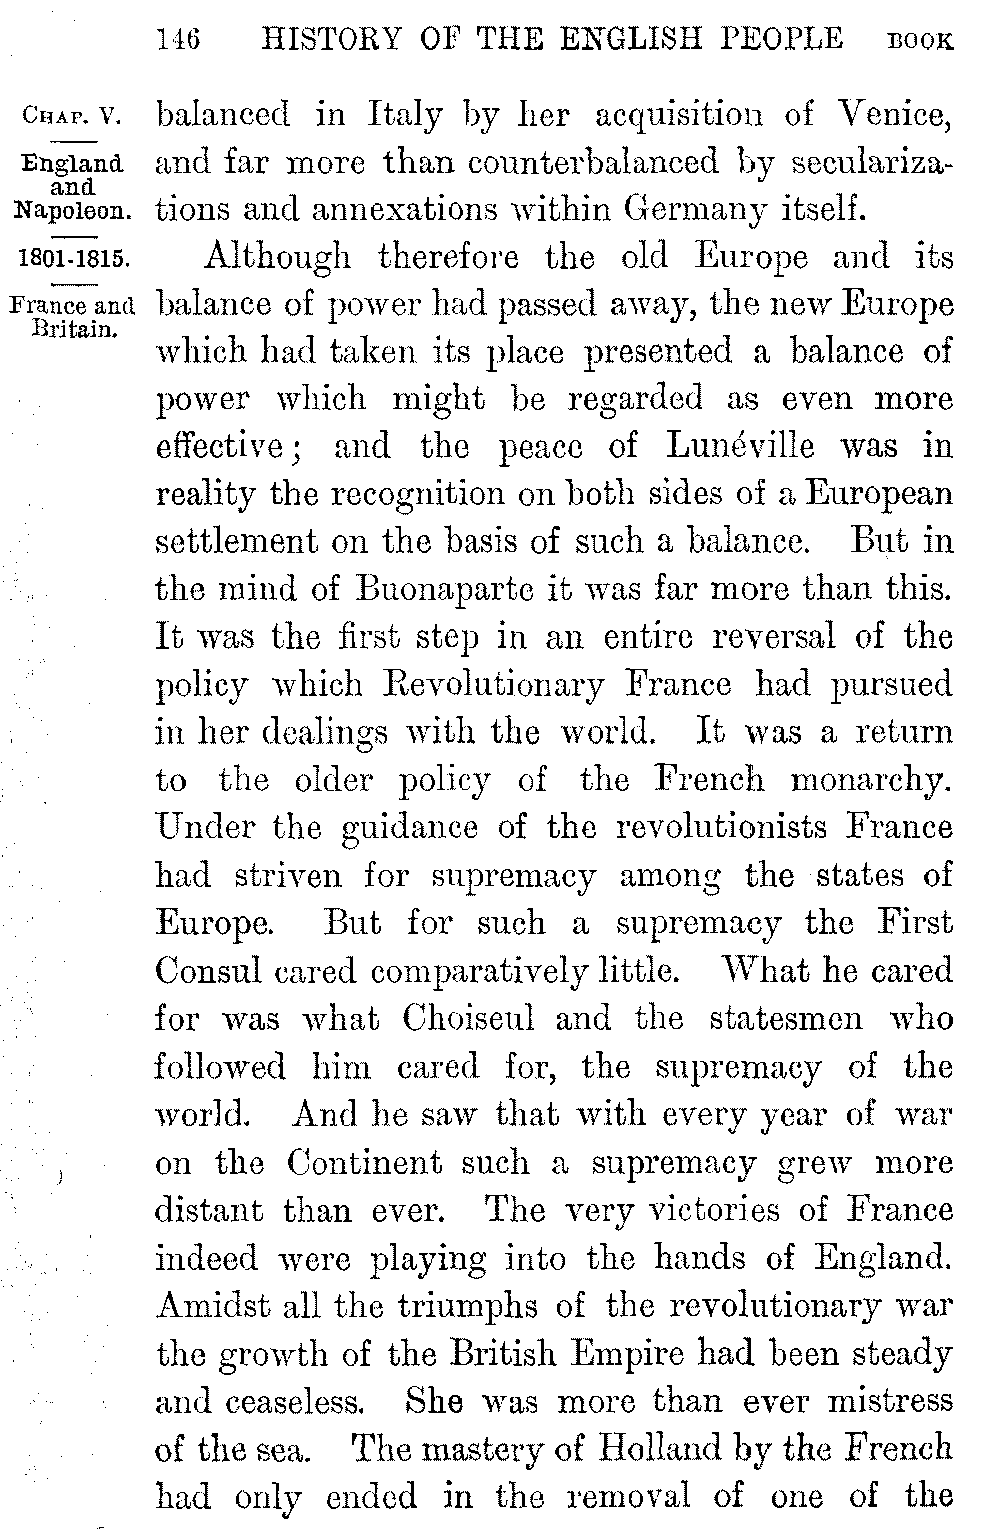 146 HISTORY OF THE ENGLISH PEOPLE BOOK
CHAP. V.
England
and
Napoleon.
1801-1815.
France and
Britain.
balanced in Italy by her acquisition of Venice,
and far more than counterbalanced by seculariza-
tions and annexations within Germany itself.
Although therefore the old Europe and its
balance of power had passed away, the new Europe
which had taken its place presented a balance of
power which might be regarded as even more
effective; and the peace of Lunéville was in
reality the recognition on both sides of a European
settlement on the basis of such a balance. But in
the mind of Buonaparte it was far more than this.
It was the first step in an entire reversal of the
policy which Revolutionary France had pursued
in her dealings with the world. It was a return
to the older policy of the French monarchy.
Under the guidance of the revolutionists France
had striven for supremacy among the states of
Europe. But for such a supremacy the First
Consul cared comparatively little. What he cared
for was what Choiseul and the statesmen who
followed him cared for, the supremacy of the
world. And he saw that with every year of war
on the Continent such a supremacy grew more
distant than ever. The very victories of France
indeed were playing into the hands of England.
Amidst all the triumphs of the revolutionary war
the growth of the British Empire had been steady
and ceaseless. She was more than ever mistress
of the sea. The mastery of Holland by the French
had only ended in the removal of one of the